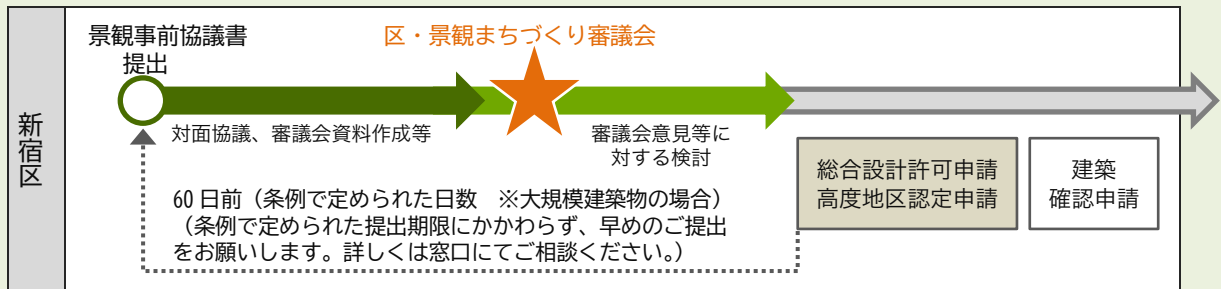 新宿区
景観事前協議書
提出
区・景観まちづくり審議会
対面協議、審議会資料作成等
審議会意見等に
対する検討
60日前（条例で定められた日数　※大規模建築物の場合）
（条例で定められた提出期限にかかわらず、早めのご提出
をお願いします。詳しくは窓口にてご相談ください。）
総合設計許可申請
高度地区認定申請
建築
確認申請